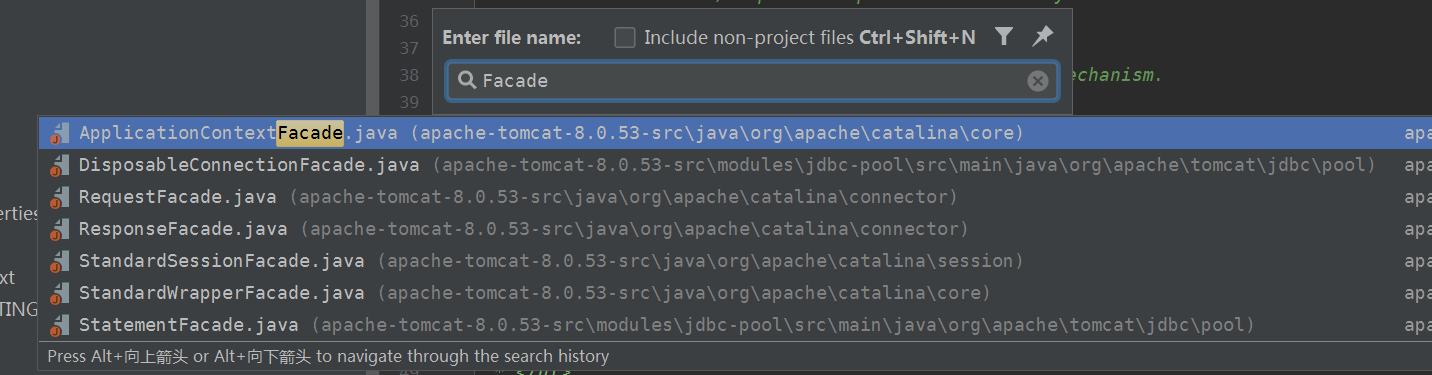 36
Enter file name: Include non-project files Ctrl+Shift+N
37
38 echanism.
Facade
39
ApplicationContextFacade.java (apache-tomcat-8.0.53-src\java\org\apache\catalina\core) apa
DisposableConnectionFacade.java (apache-tomcat-8.0.53-src\modules\jdbc-pool\src\main\java\org\apache\tomcat\jdbc\pool) apa
RequestFacade.java (apache-tomcat-8.0.53-src\java\org\apache\catalina\connector) apa
erties
ResponseFacade.java (apache-tomcat-8.0.53-src\java\org\apache\catalina\connector) apa
StandardSessionFacade.java (apache-tomcat-8.0.53-src\java\org\apache\catalina\session) apa
xt
StandardWrapperFacade.java (apache-tomcat-8.0.53-src\java\org\apache\catalina\core) apa
TING
StatementFacade.java (apache-tomcat-8.0.53-src\modules\jdbc-pool\src\main\java\org\apache\tomcat\jdbc\pool) apa
Press Alt+向上箭头 or Alt+向下箭头 to navigate through the search history